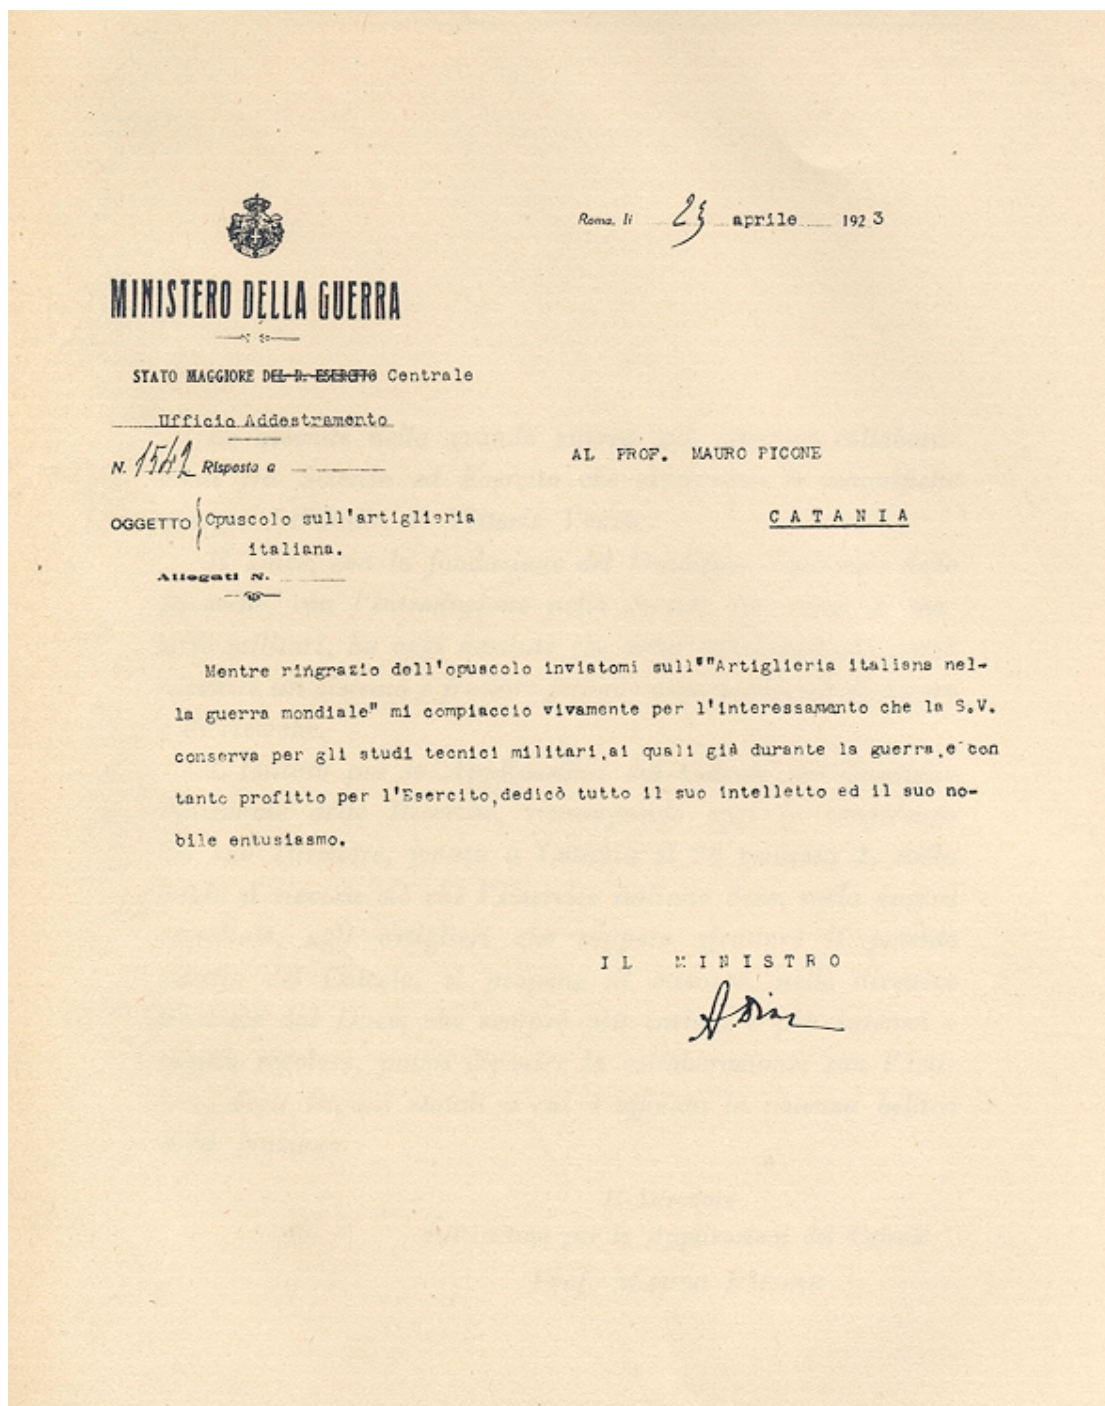 Roma, li 23 aprile 1923
MINISTERO DELLA GUERRA
STATO MAGGIORE DEL R. ESERCITO Centrale
Ufficio Addestramento
N. 1542 Risposta a
AL PROF. MAURO PICONE
OGGETTO Opuscolo sull'artiglieria
italiana.
CATANIA
Allegati N.
Mentre ringrazio dell'opuscolo inviatomi sull'"Artiglieria italiana nel-
la guerra mondiale" mi compiaccio vivamente per l'interessamento che la S.V.
conserva per gli studi tecnici militari, ai quali già durante la guerra, e con
tanto profitto per l'Esercito, dedicò tutto il suo intelletto ed il suo no-
bile entusiasmo.
IL MINISTRO
A. Diaz